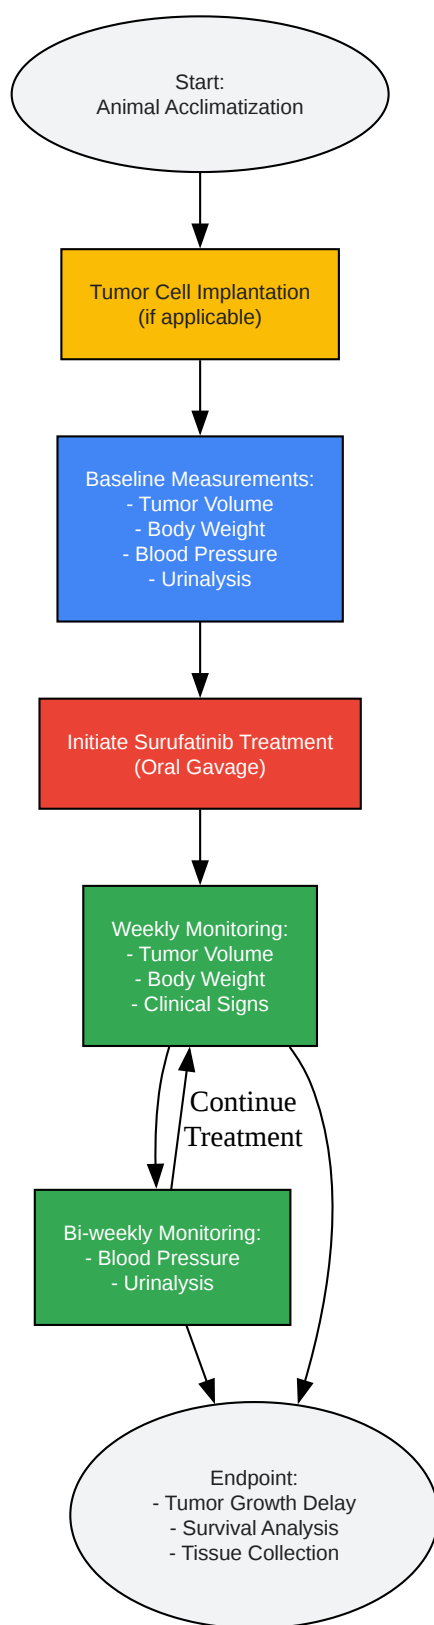 Start:
Animal Acclimatization
Tumor Cell Implantation
(if applicable)
Baseline Measurements:
- Tumor Volume
- Body Weight
- Blood Pressure
- Urinalysis
Initiate Surufatinib Treatment
(Oral Gavage)
Weekly Monitoring:
- Tumor Volume
- Body Weight
- Clinical Signs
Continue
Treatment
Bi-weekly Monitoring:
- Blood Pressure
- Urinalysis
Endpoint:
- Tumor Growth Delay
- Survival Analysis
- Tissue Collection